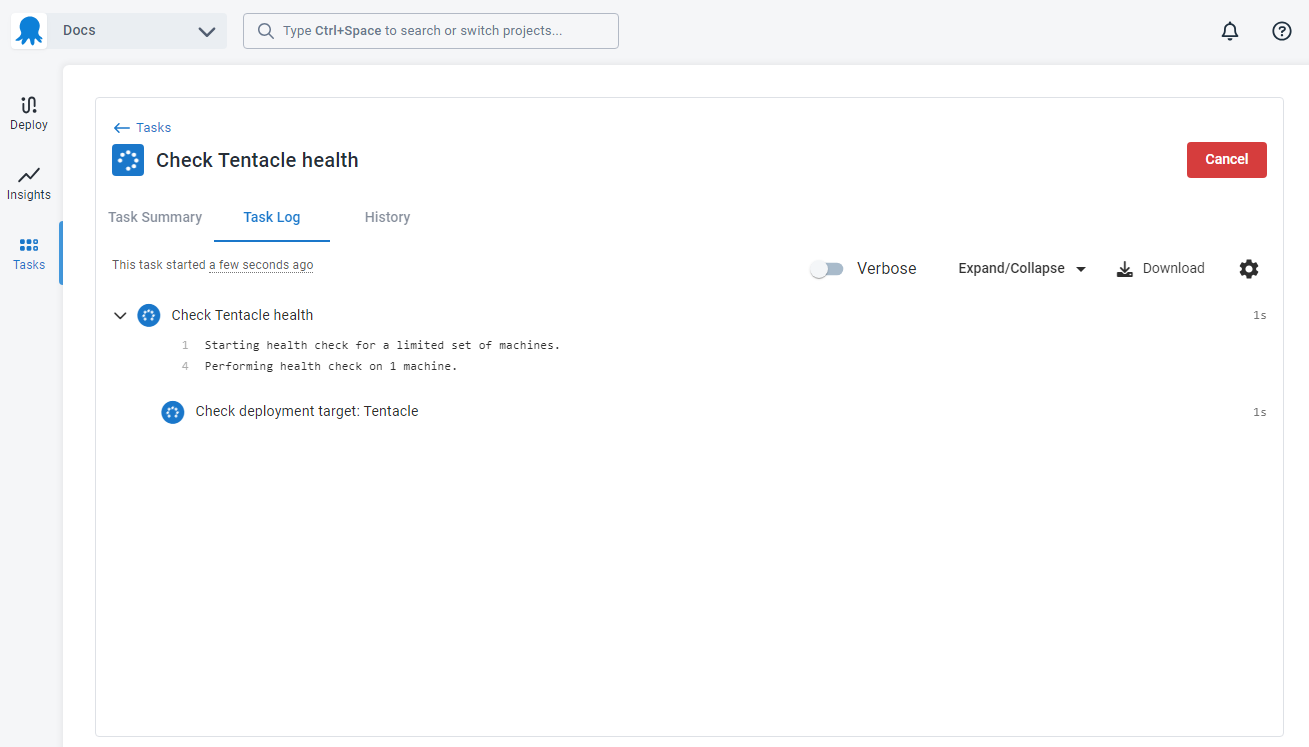 Docs
Type Ctrl+Space to search or switch projects...
Deploy
Insights
Tasks
Tasks
Check Tentacle health
Cancel
Task Summary
Task Log
History
This task started a few seconds ago
Verbose
Expand/Collapse
Download
Check Tentacle health
1s
1 Starting health check for a limited set of machines.
4 Performing health check on 1 machine.
Check deployment target: Tentacle
1s